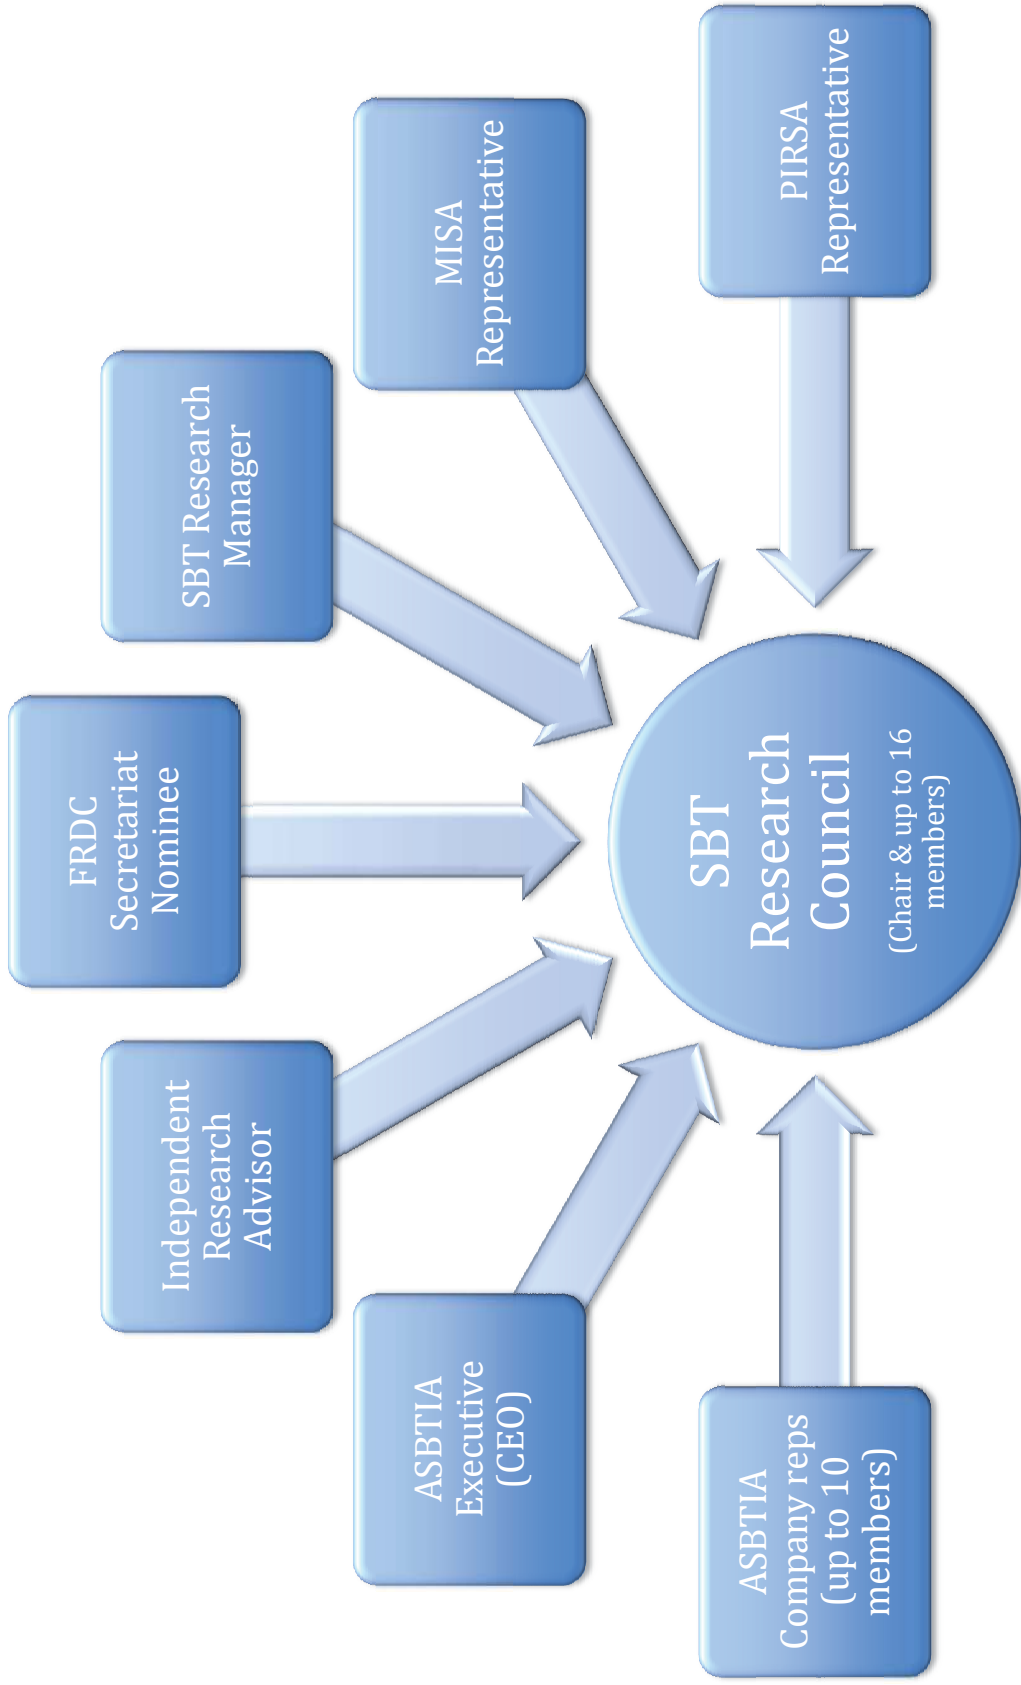 ASBTIA
Company reps
(up to 10
members)
ASBTIA
Executive
(CEO)
Independent
Research
Advisor
FRDC
Secretariat
Nominee
SBT Research
Manager
MISA
Representative
PIRSA
Representative
SBT
Research
Council
(Chair & up to 16
members)